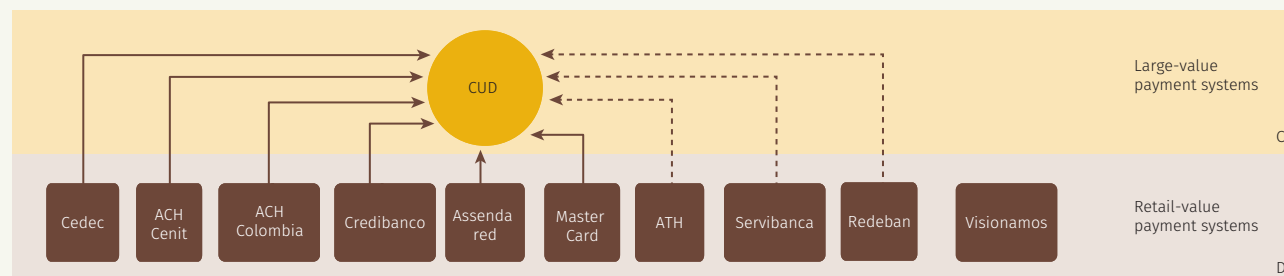 CUD
Large-value
payment systems
Cedec
ACH
Cenit
ACH
Colombia
Credibanco
Assenda
red
Master
Card
ATH
Servibanca
Redeban
Visionamos
Retail-value
payment systems